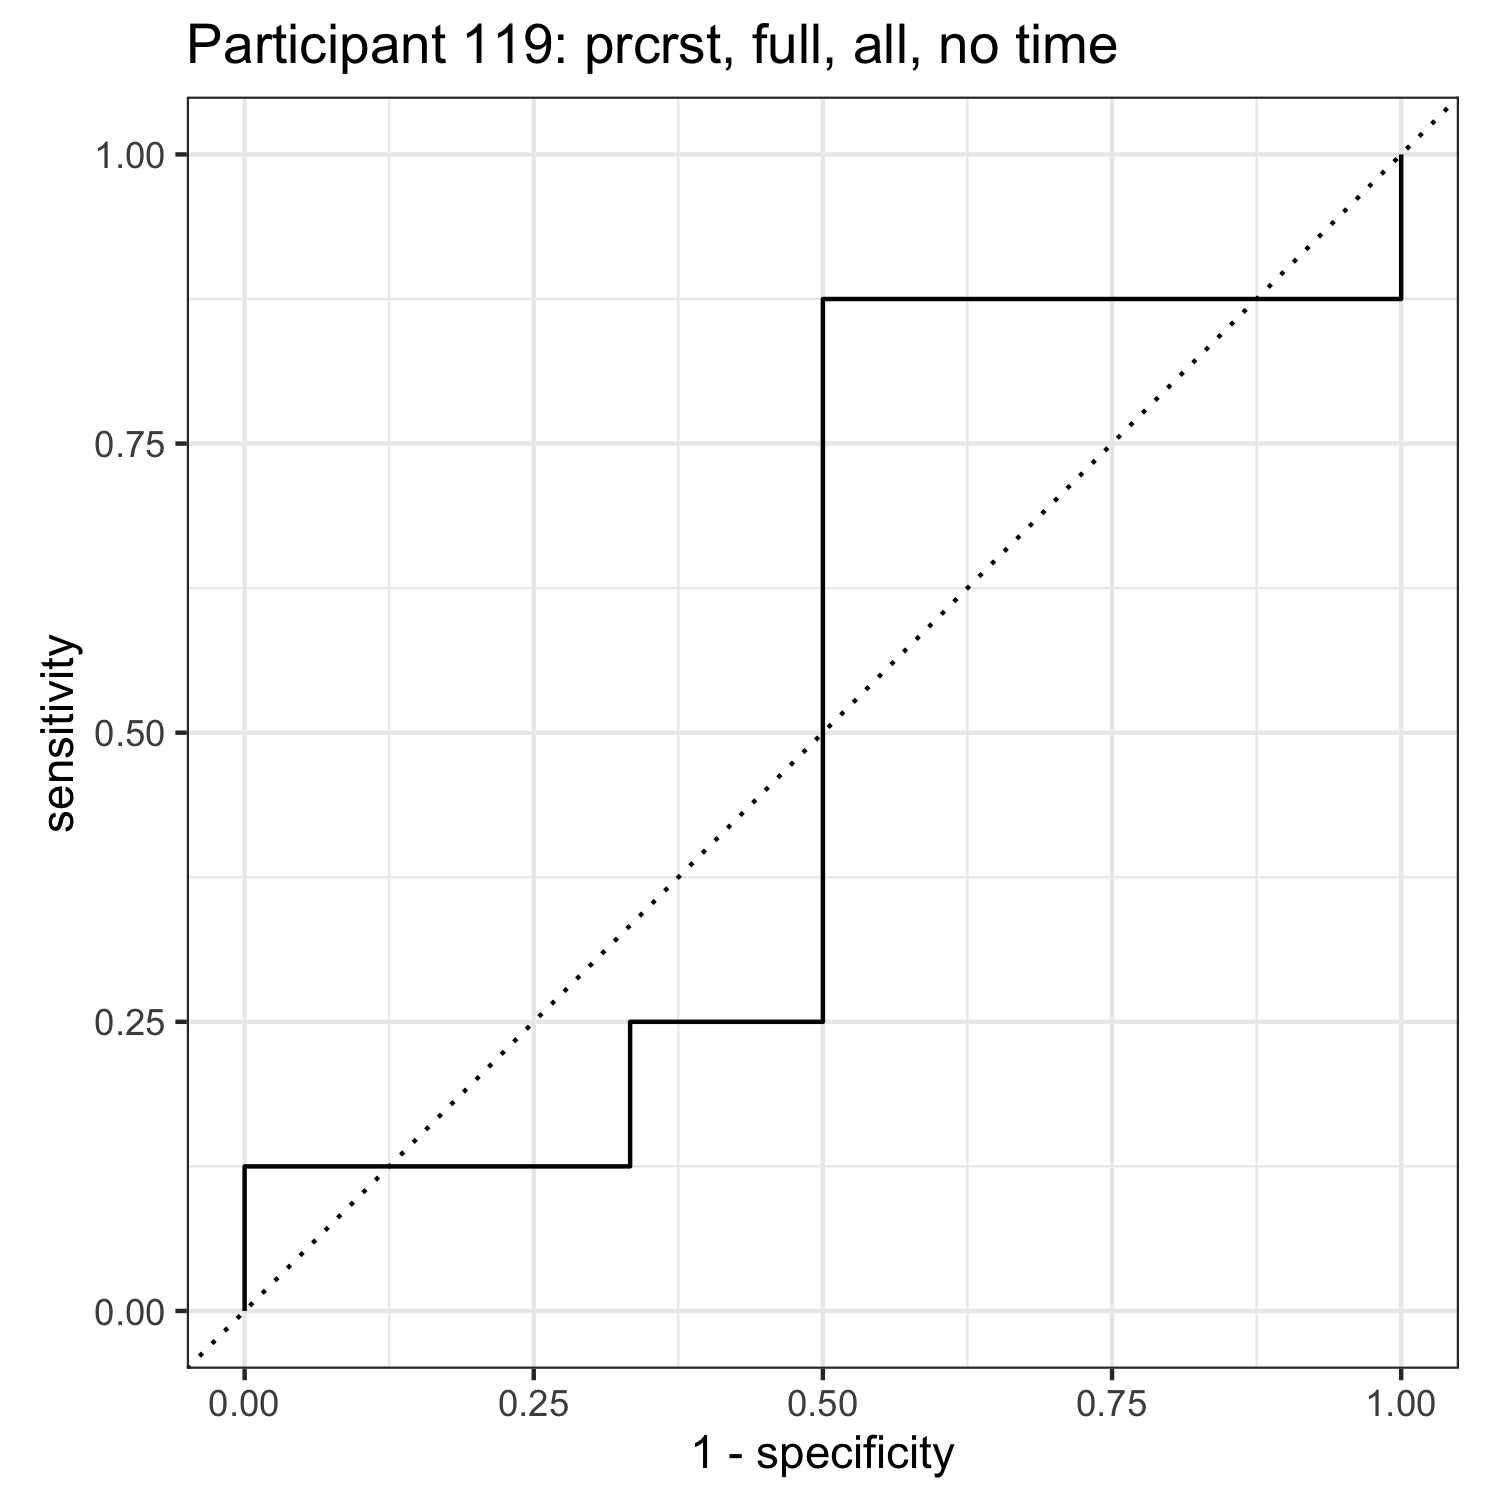 Participant 119: prcrst, full, all, no time
1.00
0.75
0.50
0.25
0.00
sensitivity
0.00 0.25 0.50 0.75 1.00
1 - specificity